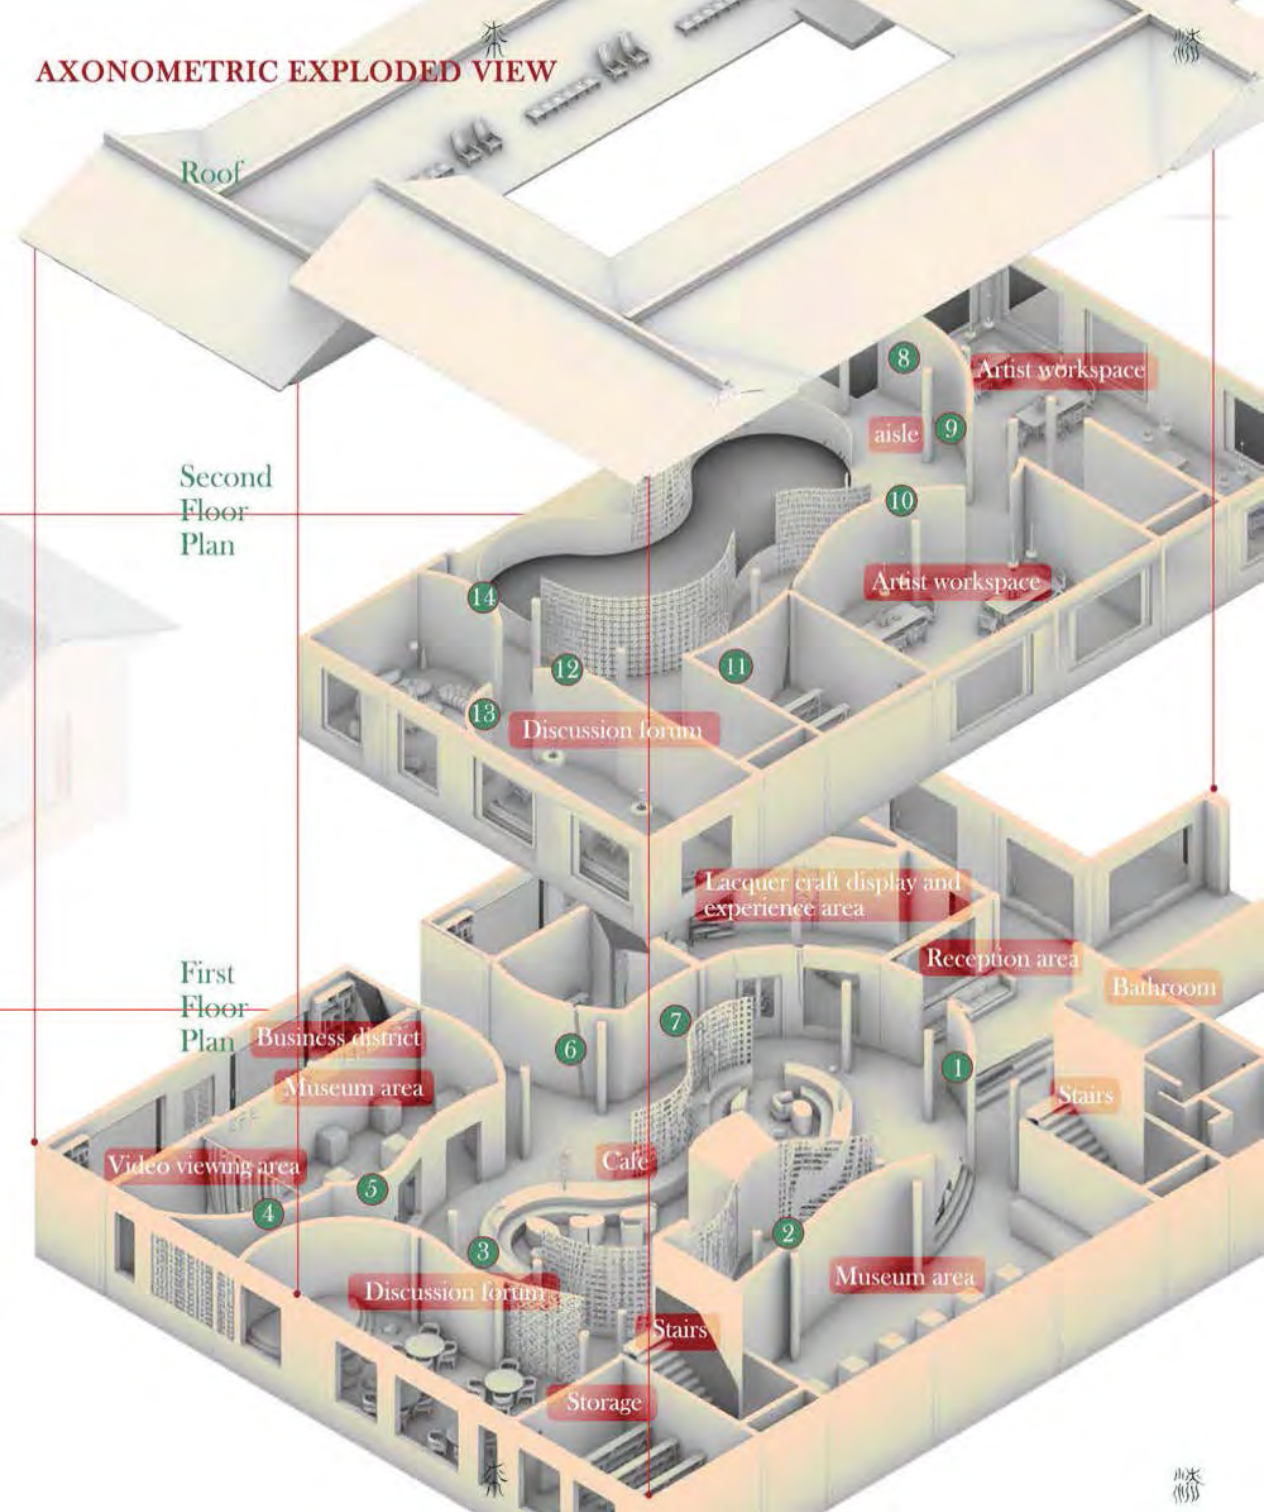 AXONOMETRIC EXPLODED VIEW
Roof
8
Artist workspace
aisle
9
Second
Floor
Plan
10
Artist workspace
14
12
11
13
Discussion forum
Lacquer craft display and
experience area
Reception area
Bathroom
First
Floor
Plan
Business district
7
6
1
Museum area
Stairs
Video viewing area
Cafe
5
4
2
3
Museum area
Discussion forum
Stairs
Storage